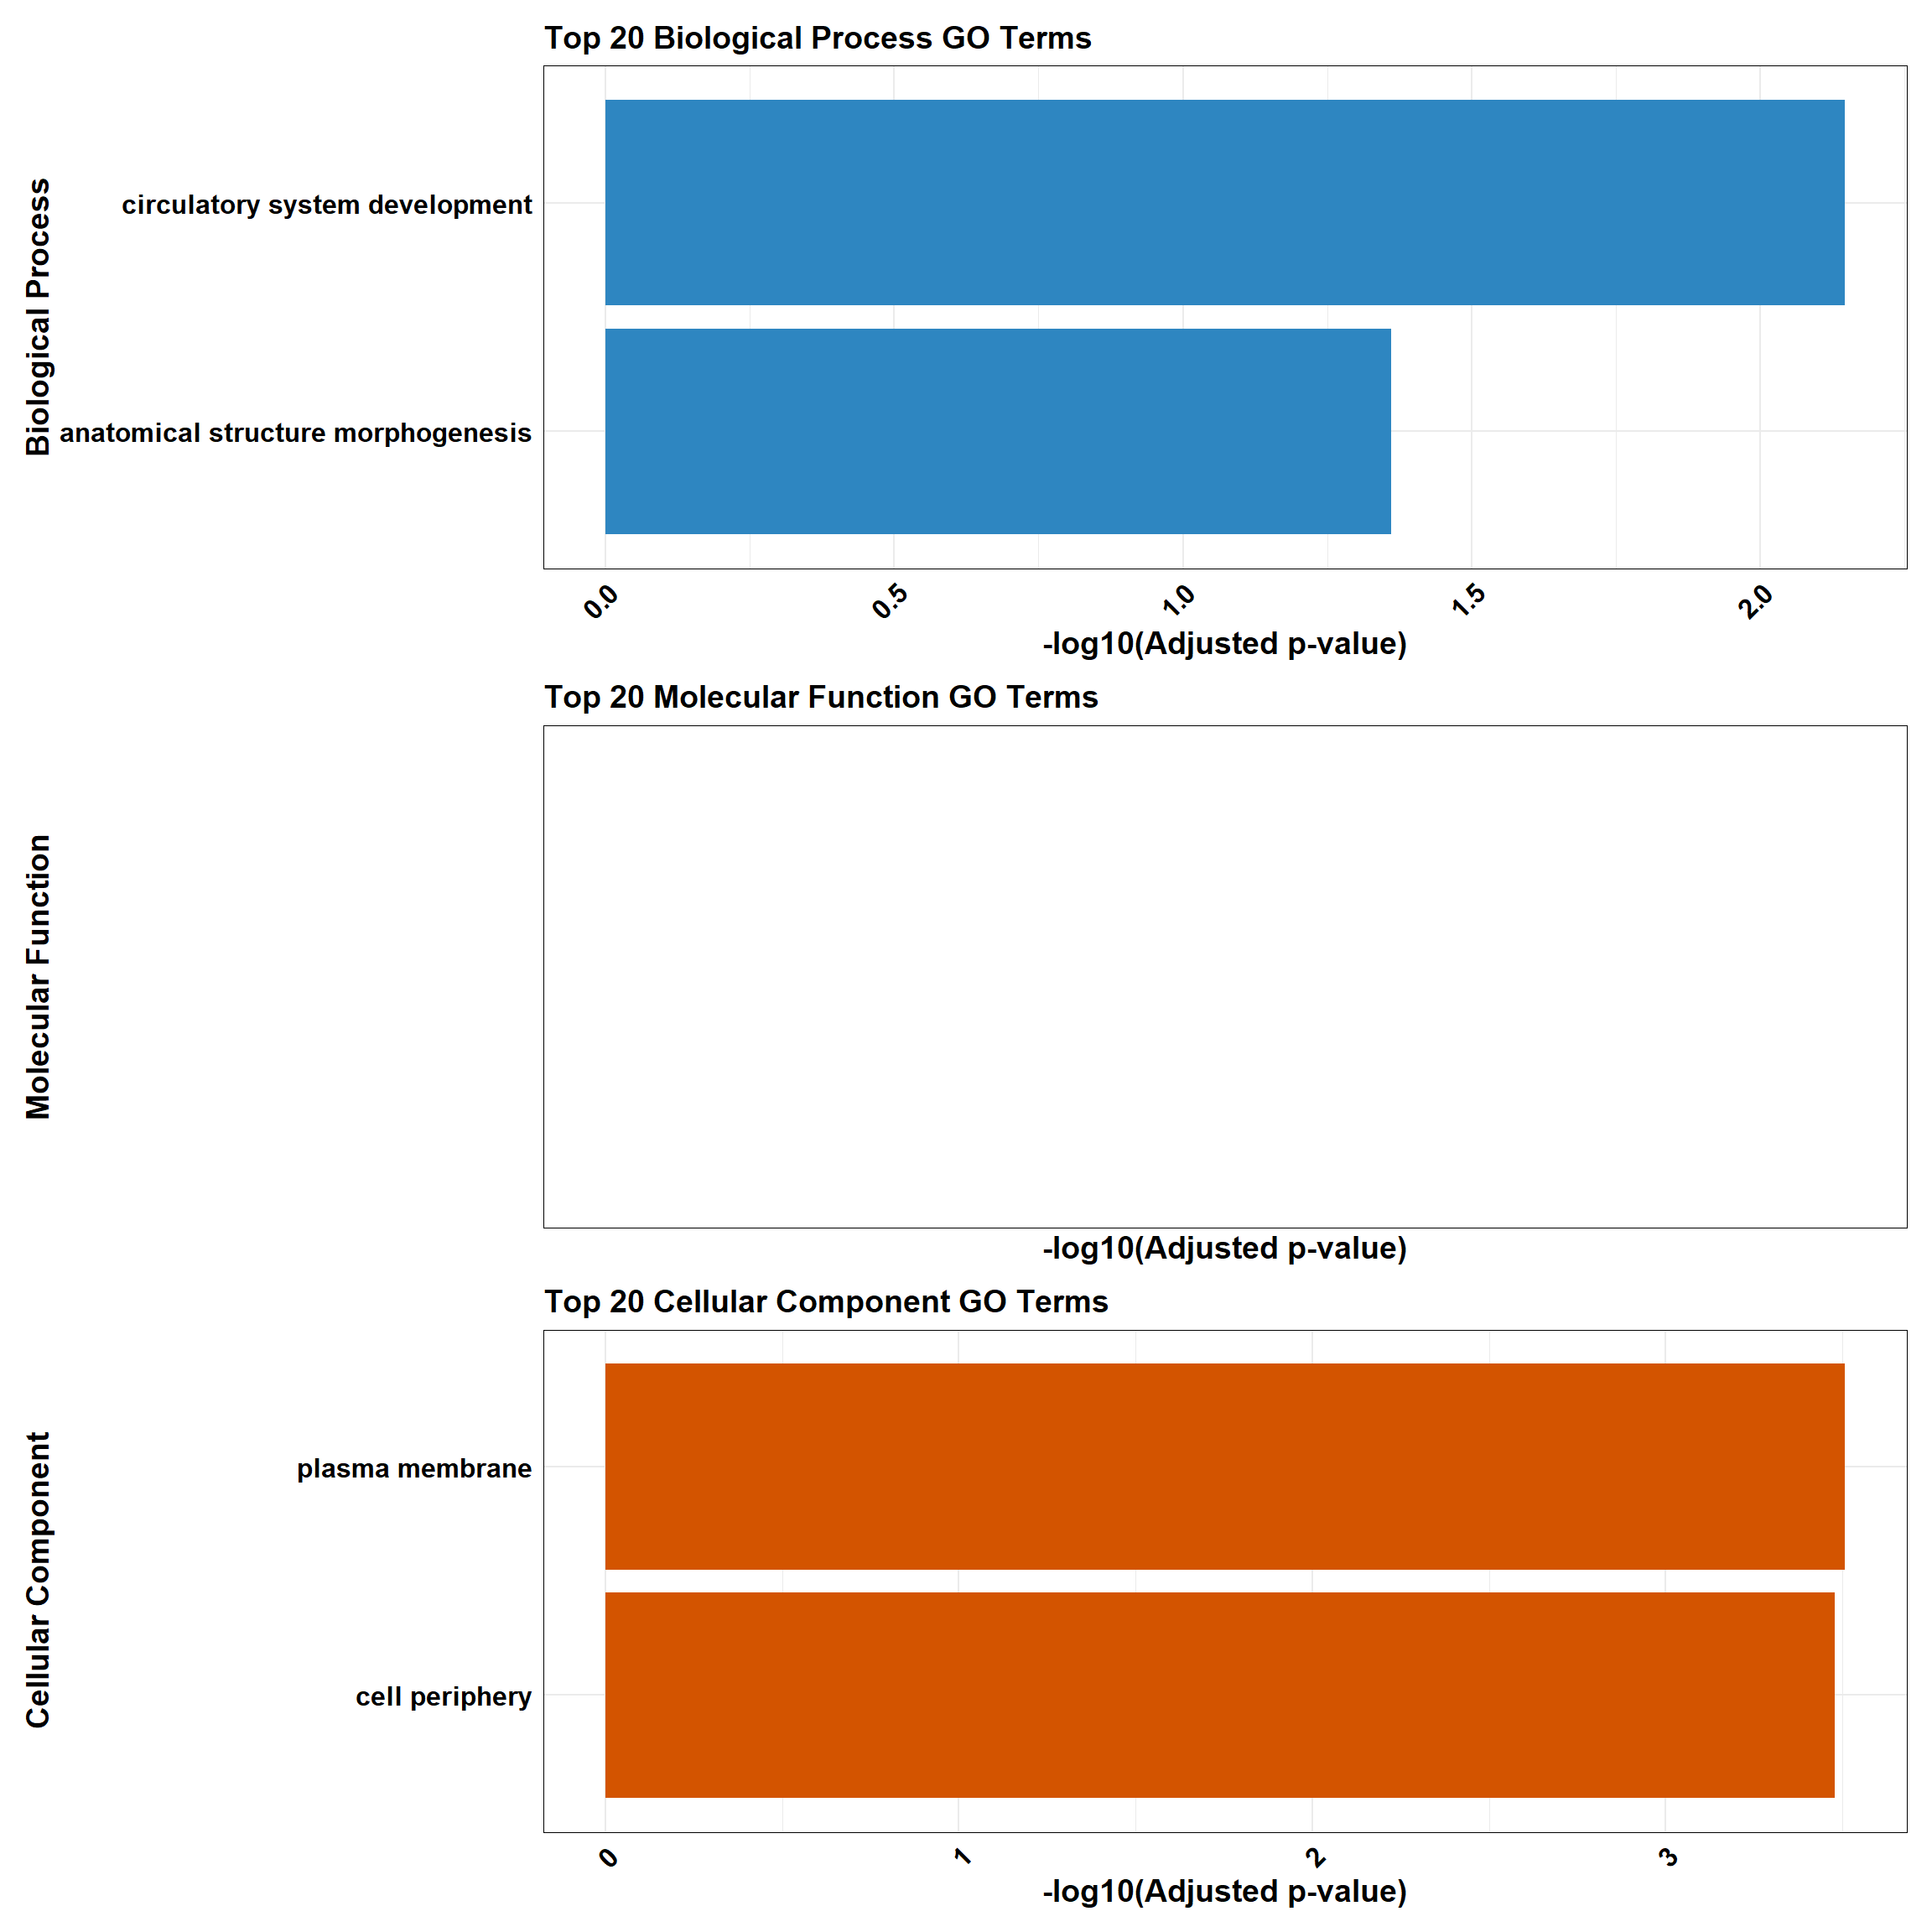 Top 20 Biological Process GO Terms
Biological Process
circulatory system development
anatomical structure morphogenesis
0.0 0.5 1.0 1.5 2.0
-log10(Adjusted p-value)
Top 20 Molecular Function GO Terms
Molecular Function
-log10(Adjusted p-value)
Top 20 Cellular Component GO Terms
Cellular Component
plasma membrane
cell periphery
0 1 2 3
-log10(Adjusted p-value)